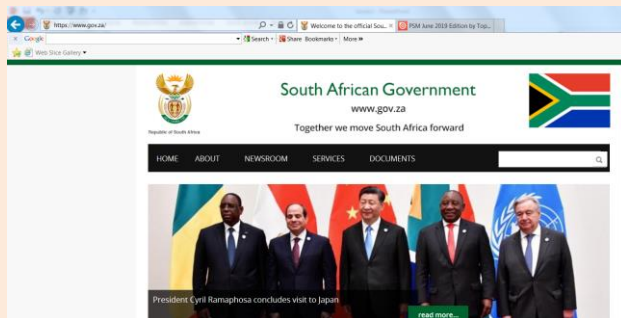 https://www.gov.za/
Welcome to the official Sou...
PSM June 2019 Edition by Top...
Google
Search
Share
Bookmarks
More
Web Slice Gallery
South African Government
www.gov.za
Together we move South Africa forward
Republic of South Africa
HOME ABOUT NEWSROOM SERVICES DOCUMENTS
President Cyril Ramaphosa concludes visit to Japan
read more...